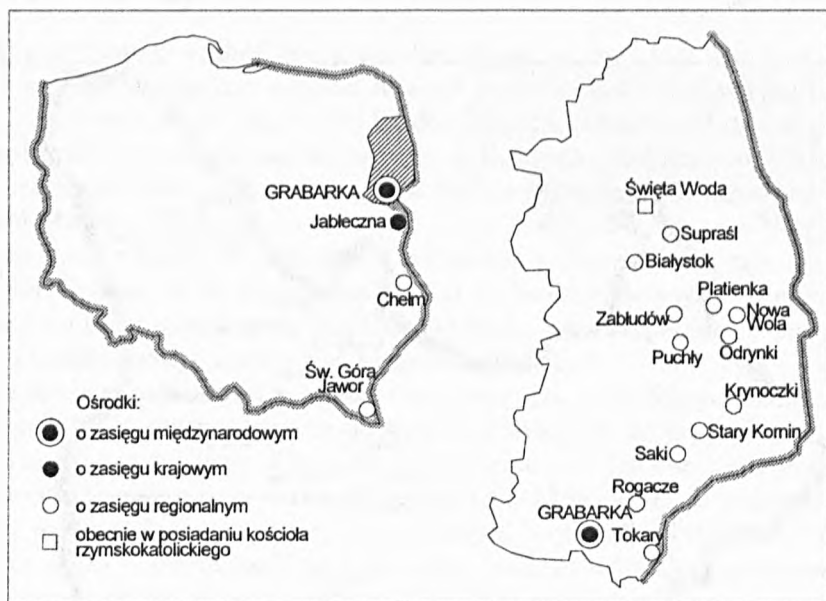 GRABARKA
Jabłeczna
Chełm
Św. Góra
Jawor
Ośrodki:
o zasięgu międzynarodowym
o zasięgu krajowym
o zasięgu regionalnym
obecnie w posiadaniu kościoła
rzymskokatolickiego
Święta Woda
Supraśl
Białystok
Platienka
Nowa
Wola
Zabłudów
Puchły
Odrynki
Krynoczki
Stary Kornin
Saki
Rogacze
GRABARKA
Tokary